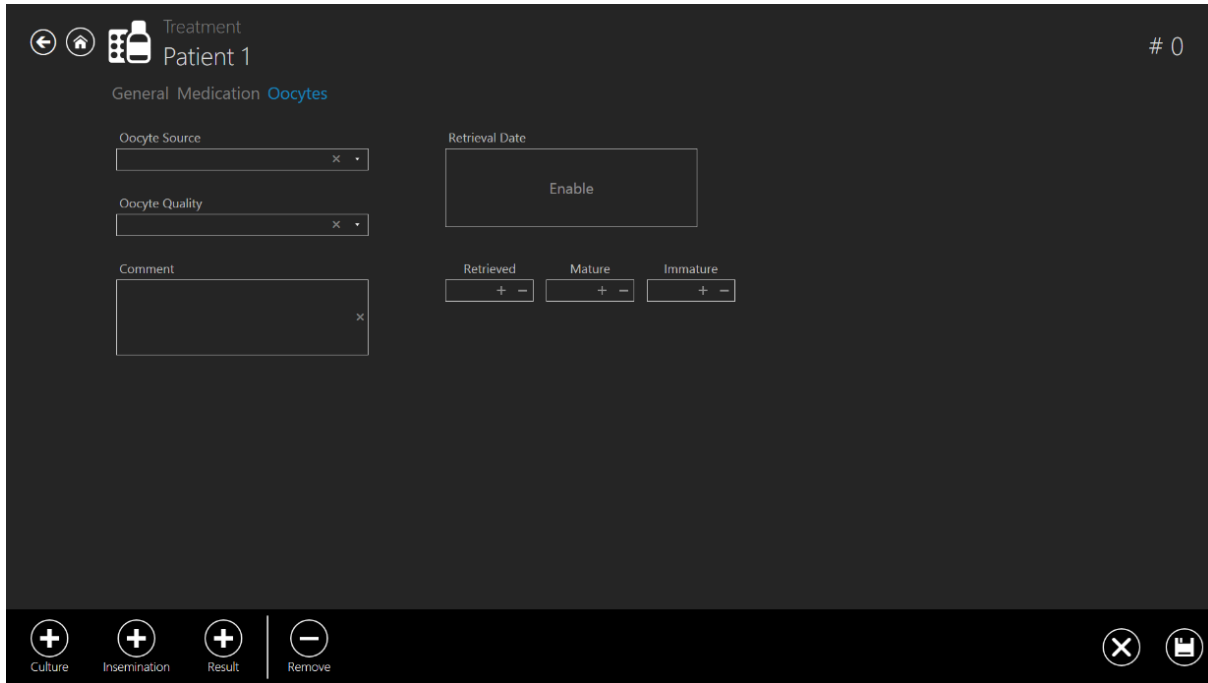 Treatment
Patient 1
# 0
General Medication Oocytes
Oocyte Source
Retrieval Date
Enable
Oocyte Quality
Comment
Retrieved Mature Immature
Culture Insemination Result Remove